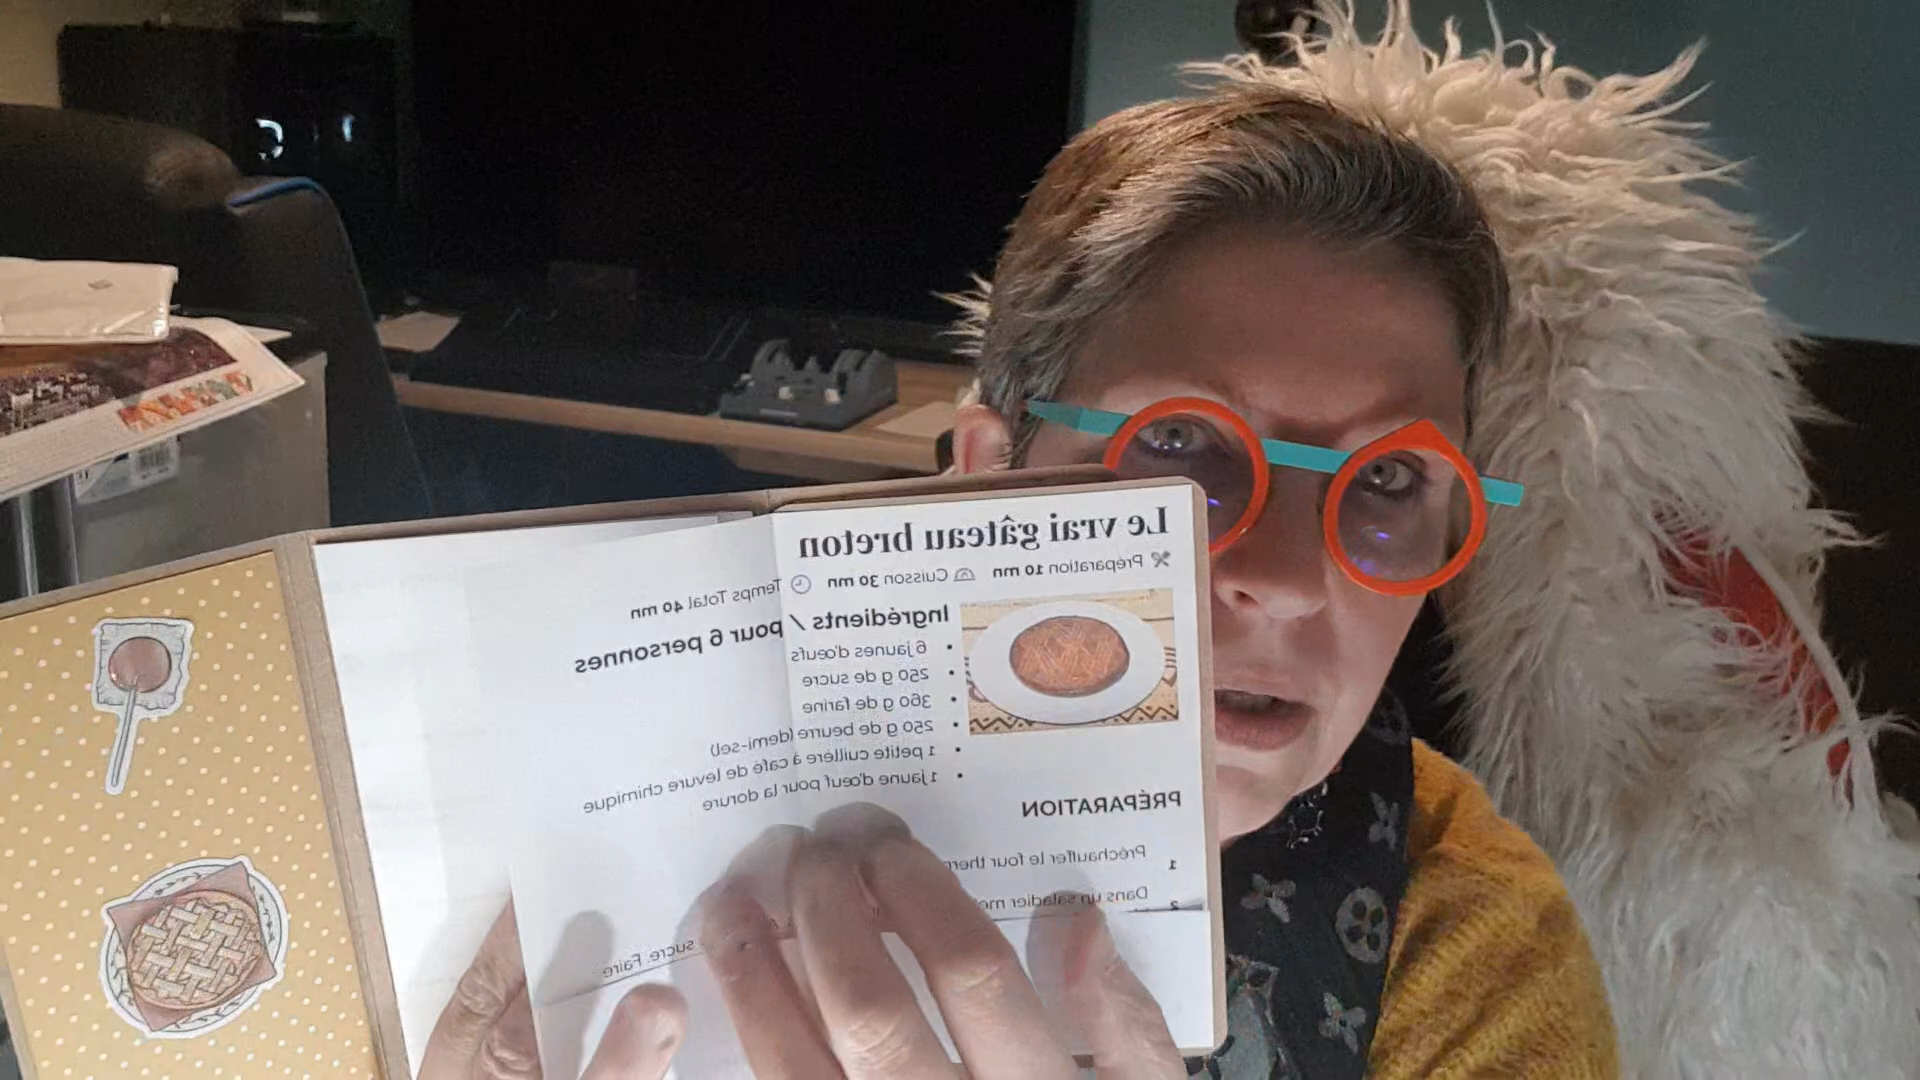 Le vrai gâteau breton
Préparation 10 mn Cuisson 30 mn Temps Total 40 mn
Ingrédients / pour 6 personnes
• 6 jaunes d'œufs
• 250 g de sucre
• 360 g de farine
• 250 g de beurre (demi-sel)
• 1 petite cuillère à café de levure chimique
• 1 jaune d'œuf pour la dorure
PRÉPARATION
1 Préchauffer le four
2 Dans un saladier
sucre. Faire